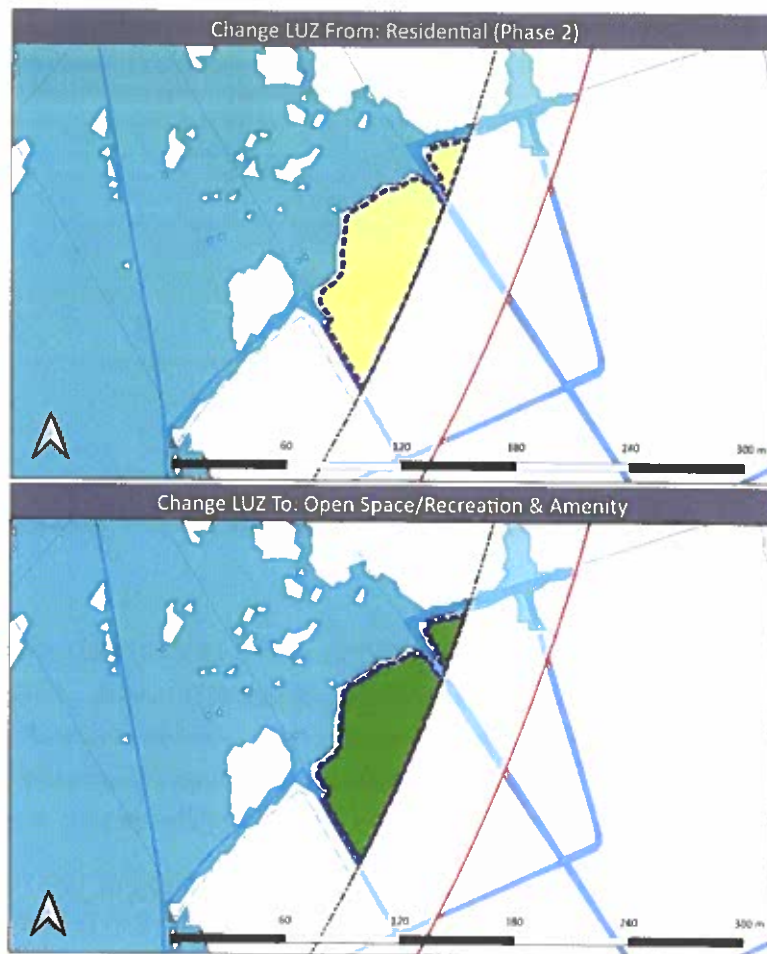 Change LUZ From: Residential (Phase 2)
60 120 180 240 300 m
Change LUZ To: Open Space/Recreation & Amenity
60 120 180 240 300 m